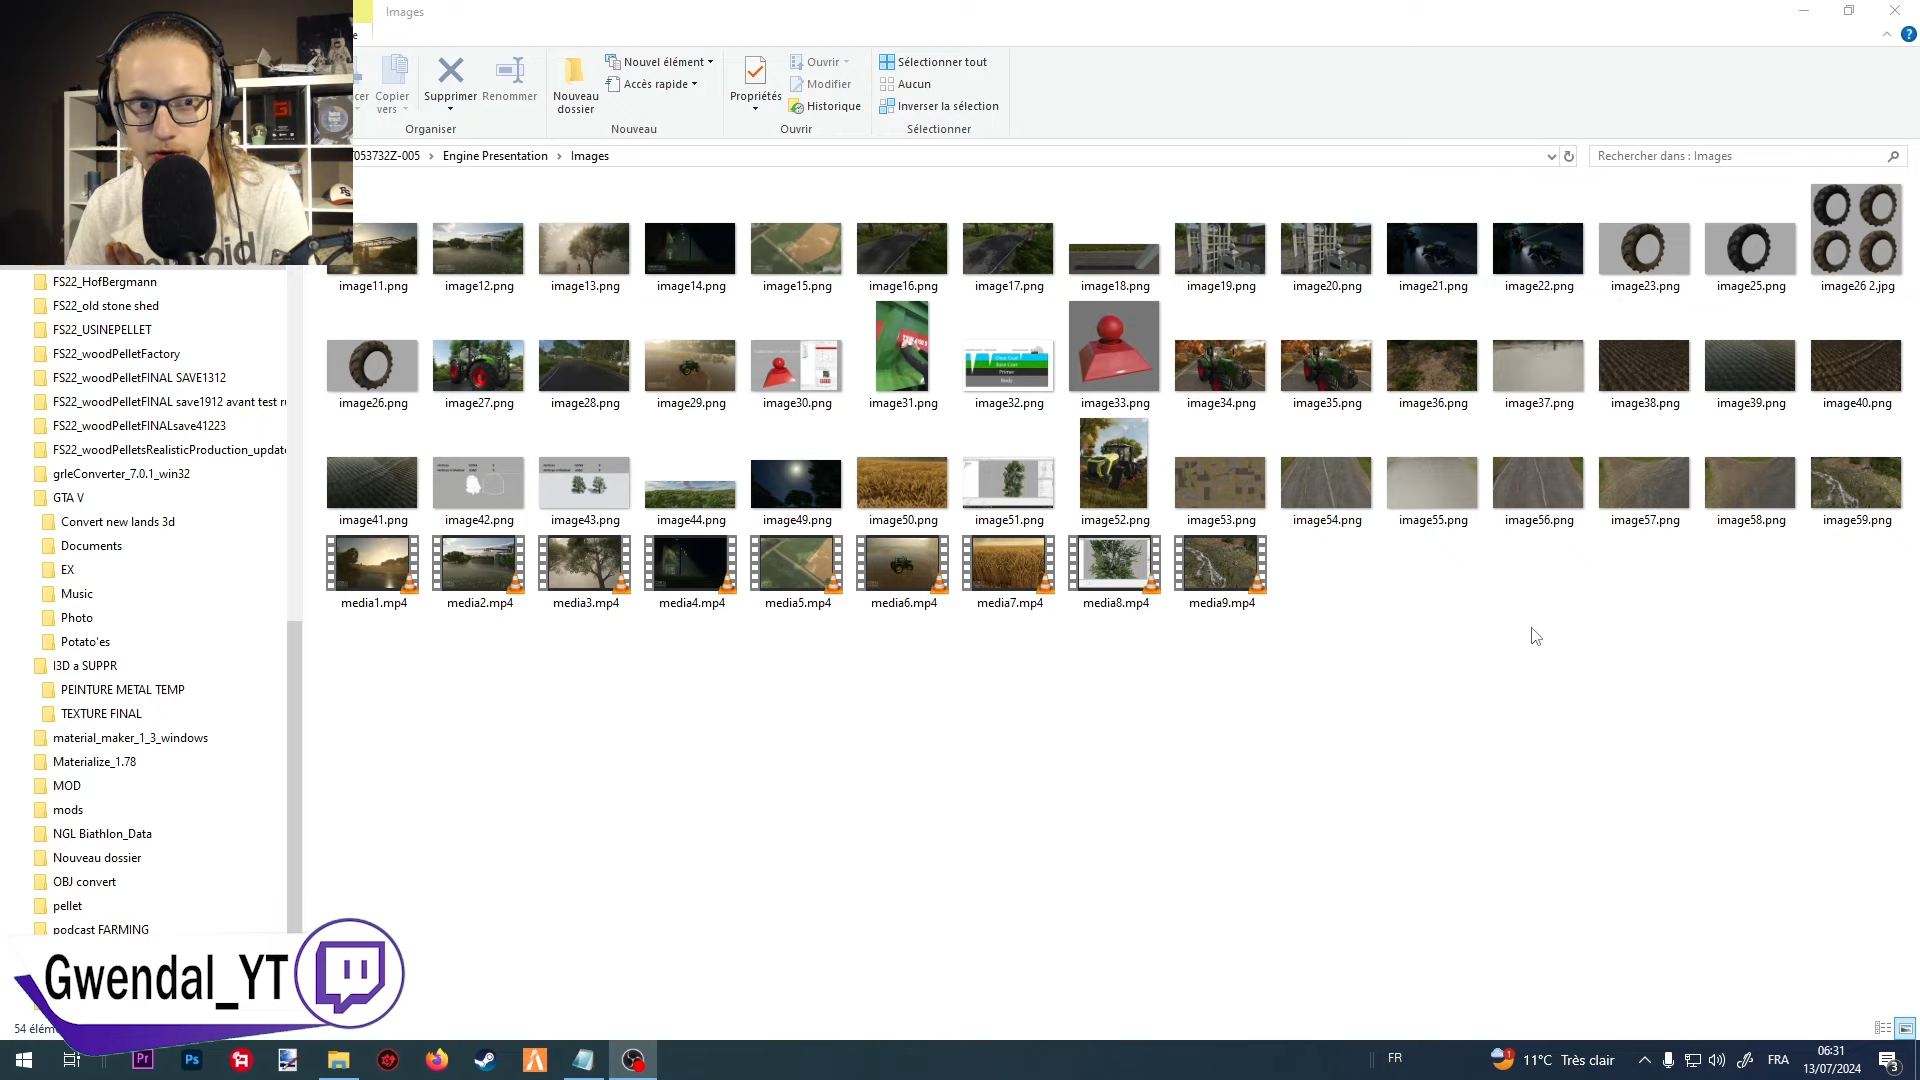 Images
Copier
vers
Supprimer
Renommer
Organiser
Nouveau
dossier
Nouvel élément
Accès rapide
Nouveau
Propriétés
Ouvrir
Modifier
Historique
Ouvrir
Sélectionner tout
Aucun
Inverser la sélection
Sélectionner
053732Z-005 > Engine Presentation > Images
Rechercher dans : Images
image11.png image12.png image13.png image14.png image15.png image16.png image17.png image18.png image19.png image20.png image21.png image22.png image23.png image25.png image26 2.jpg
image26.png image27.png image28.png image29.png image30.png image31.png image32.png image33.png image34.png image35.png image36.png image37.png image38.png image39.png image40.png
image41.png image42.png image43.png image44.png image49.png image50.png image51.png image52.png image53.png image54.png image55.png image56.png image57.png image58.png image59.png
media1.mp4 media2.mp4 media3.mp4 media4.mp4 media5.mp4 media6.mp4 media7.mp4 media8.mp4 media9.mp4
FS22_HofBergmann
FS22_old stone shed
FS22_USINEPELLET
FS22_woodPelletFactory
FS22_woodPelletFINAL SAVE1312
FS22_woodPelletFINAL save1912 avant test r
FS22_woodPelletFINALsave41223
FS22_woodPelletsRealisticProduction_update
grleConverter_7.0.1_win32
GTA V
Convert new lands 3d
Documents
EX
Music
Photo
Potato'es
I3D a SUPPR
PEINTURE METAL TEMP
TEXTURE FINAL
material_maker_1_3_windows
Materialize_1.78
MOD
mods
NGL Biathlon_Data
Nouveau dossier
OBJ convert
pellet
podcast FARMING
Gwendal_YT
54 élém
Pr
Ps
FR
11°C Très clair
FRA
06:31
13/07/2024
3